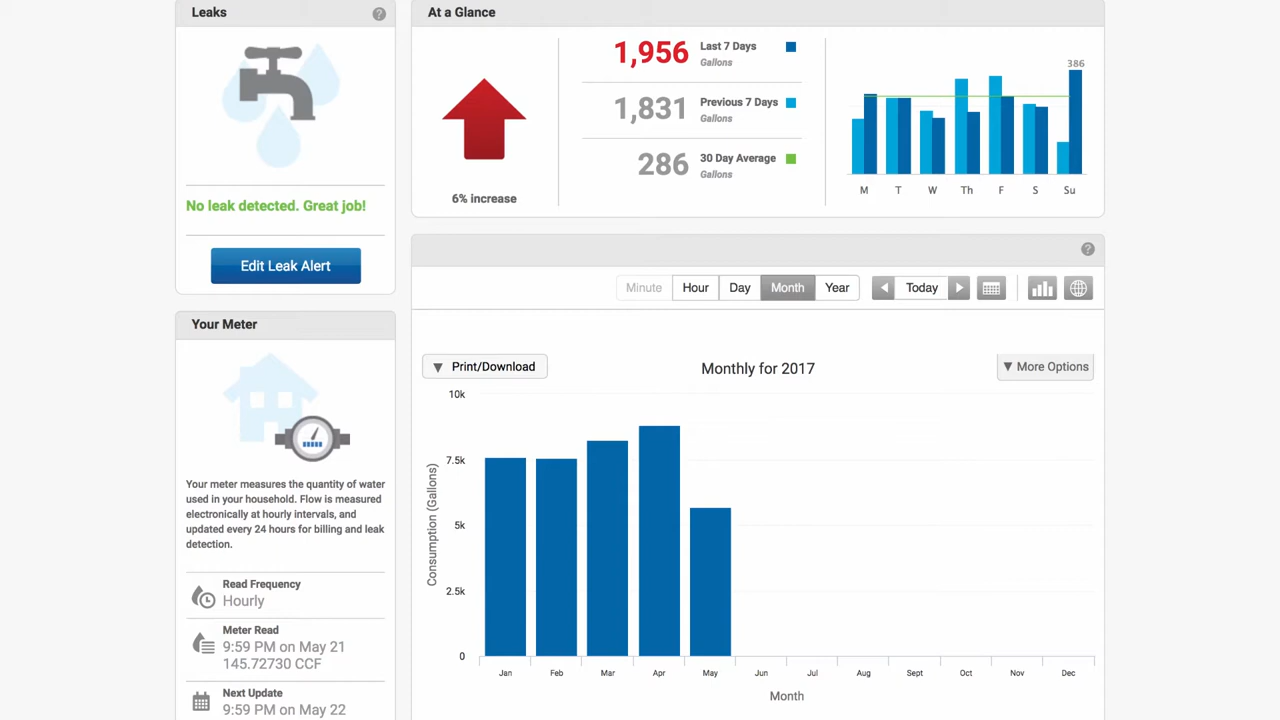 Leaks
?
No leak detected. Great job!
Edit Leak Alert
Your Meter
Your meter measures the quantity of water
used in your household. Flow is measured
electronically at hourly intervals, and
updated every 24 hours for billing and leak
detection.
Read Frequency
Hourly
Meter Read
9:59 PM on May 21
145.72730 CCF
Next Update
9:59 PM on May 22
At a Glance
6% increase
1,956 Last 7 Days
Gallons
1,831 Previous 7 Days
Gallons
286 30 Day Average
Gallons
386
M T W Th F S Su
?
Minute Hour Day Month Year Today
▼ Print/Download
Monthly for 2017
▼ More Options
Consumption (Gallons)
10k
7.5k
5k
2.5k
0
Jan Feb Mar Apr May Jun Jul Aug Sept Oct Nov Dec
Month